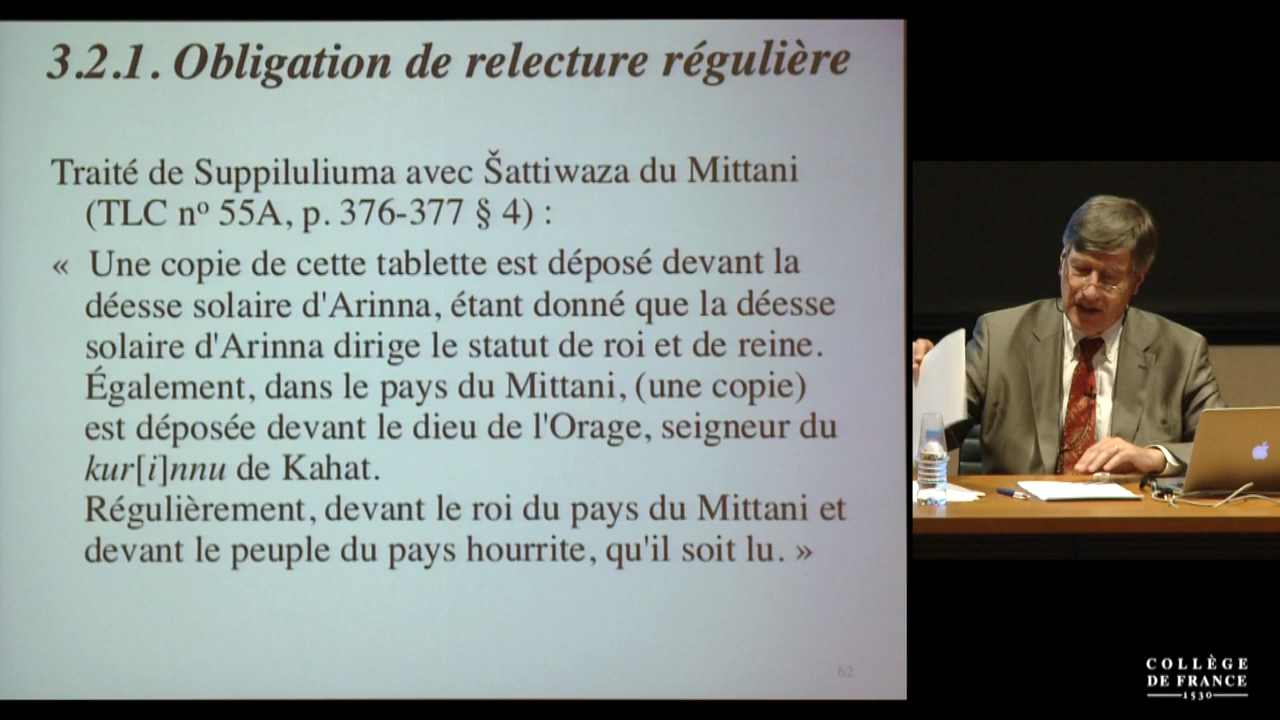 3.2.1. Obligation de relecture régulière
Traité de Suppiluliuma avec Šattiwaza du Mittani
(TLC nº 55A, p. 376-377 § 4) :
« Une copie de cette tablette est déposé devant la
déesse solaire d'Arinna, étant donné que la déesse
solaire d'Arinna dirige le statut de roi et de reine.
Également, dans le pays du Mittani, (une copie)
est déposée devant le dieu de l'Orage, seigneur du
kur[i]nnu de Kahat.
Régulièrement, devant le roi du pays du Mittani et
devant le peuple du pays hourrite, qu'il soit lu. »
62
COLLÈGE
DE FRANCE
1530